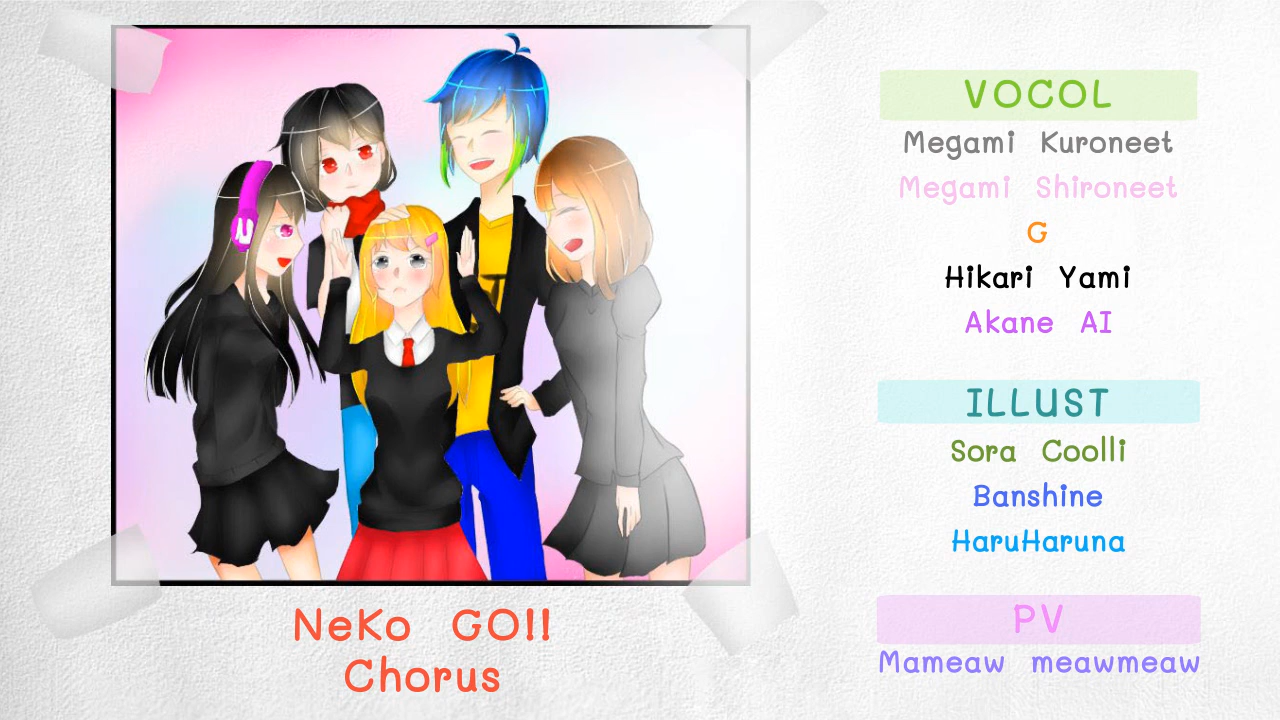 NeKo GO!!
Chorus
VOCOL
Megami Kuroneet
Megami Shironeet
G
Hikari Yami
Akane AI
ILLUST
Sora Coolli
Banshine
HaruHaruna
PV
Mameaw meawmeaw